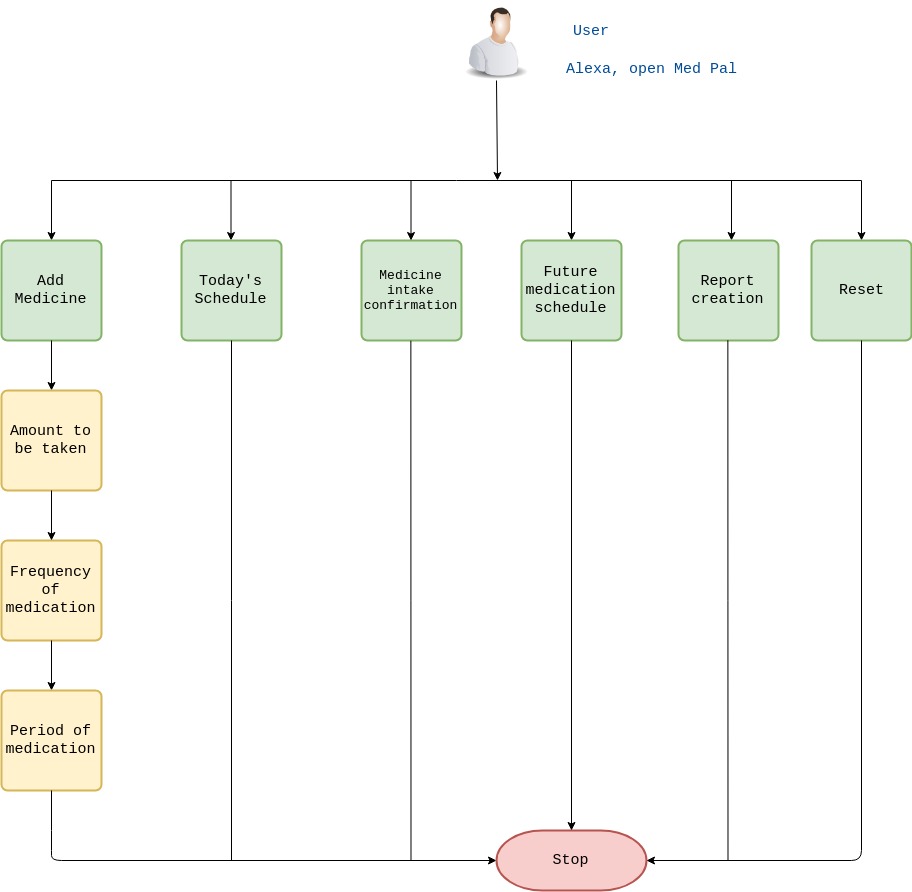 User
Alexa, open Med Pal
Add
Medicine
Today's
Schedule
Medicine
intake
confirmation
Future
medication
schedule
Report
creation
Reset
Amount to
be taken
Frequency
of
medication
Period of
medication
Stop